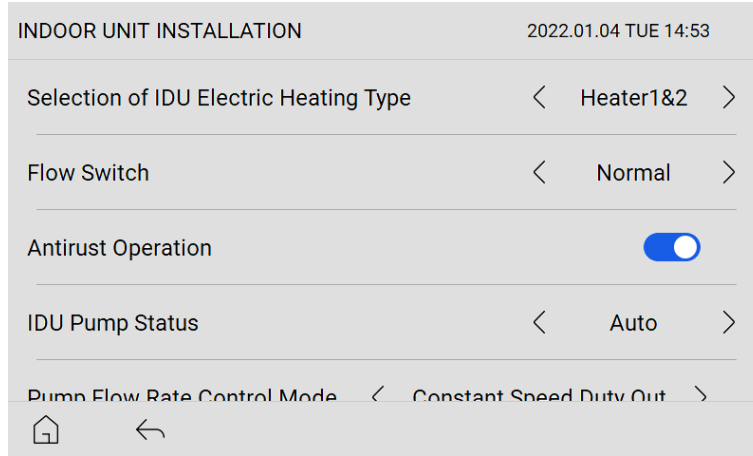 INDOOR UNIT INSTALLATION 2022.01.04 TUE 14:53
Selection of IDU Electric Heating Type Heater1&2
Flow Switch Normal
Antirust Operation
IDU Pump Status Auto
Pump Flow Rate Control Mode Constant Speed Duty Out